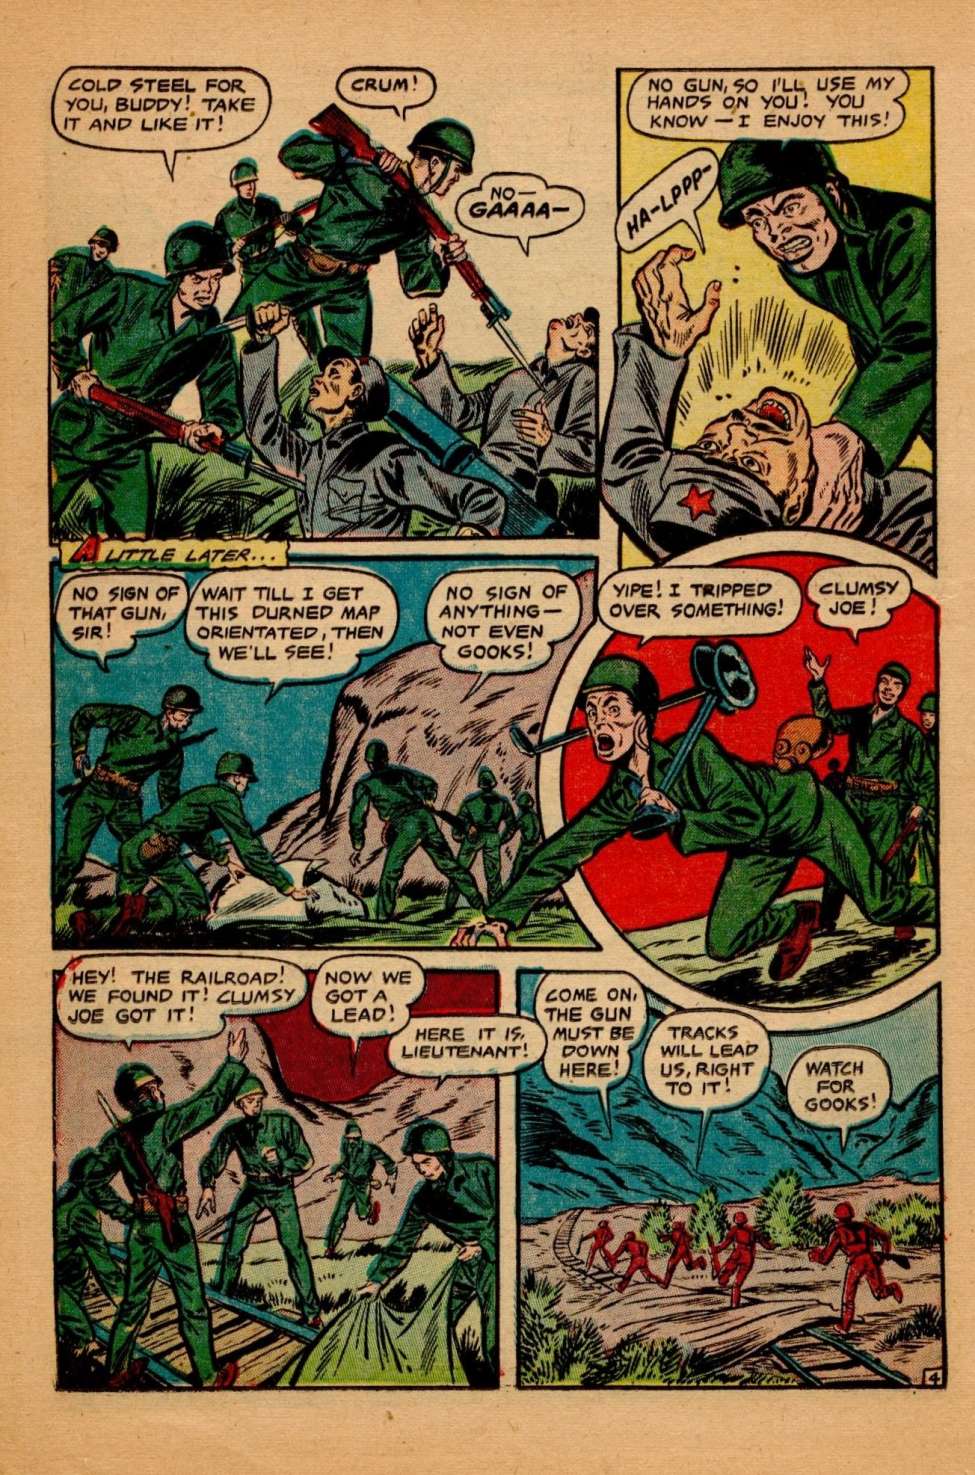 COLD STEEL FOR
YOU, BUDDY! TAKE
IT AND LIKE IT!
CRUM!
NO—
GAAAA—
NO GUN, SO I'LL USE MY
HANDS ON YOU! YOU
KNOW — I ENJOY THIS!
HA-LPPP-
A LITTLE LATER...
NO SIGN OF
THAT GUN,
SIR!
WAIT TILL I GET
THIS DURNED MAP
ORIENTATED, THEN
WE'LL SEE!
NO SIGN OF
ANYTHING—
NOT EVEN
GOOKS!
YIPE! I TRIPPED
OVER SOMETHING!
CLUMSY
JOE!
HEY! THE RAILROAD!
WE FOUND IT! CLUMSY
JOE GOT IT!
NOW WE
GOT A
LEAD!
HERE IT IS,
LIEUTENANT!
COME ON,
THE GUN
MUST BE
DOWN
HERE!
TRACKS
WILL LEAD
US, RIGHT
TO IT!
WATCH
FOR
GOOKS!
4